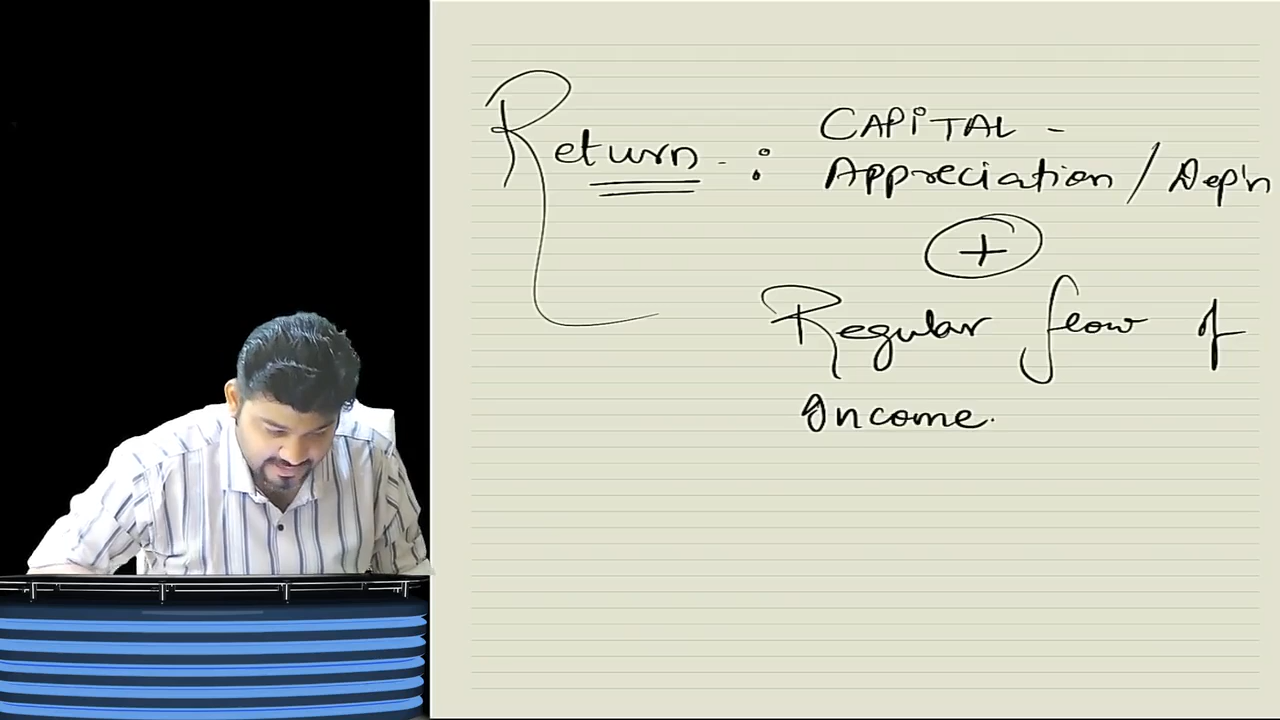 Return : CAPITAL -
Appreciation / Dep'n
+
Regular flow of
Income.